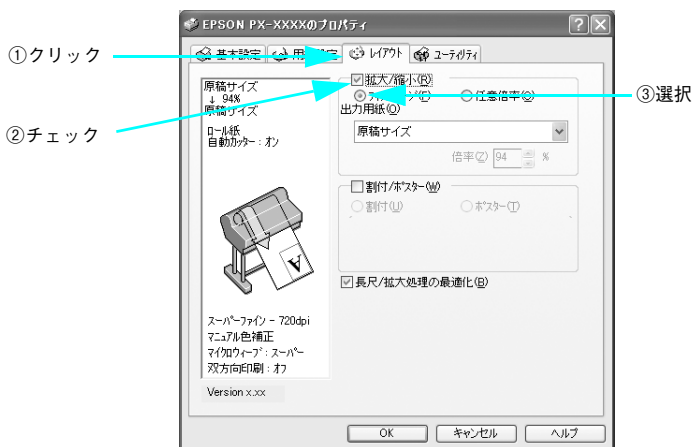 EPSON PX-XXXXのプロパティ
①クリック
基本設定
レイアウト
ユーティリティ
②チェック
③選択
原稿サイズ
↓ 94%
原稿サイズ
ロール紙
自動カッター : オン
拡大/縮小(R)
任意倍率(O)
出力用紙(O)
原稿サイズ
倍率(Z) 94 %
割付/ポスター(W)
割付(U) ポスター(T)
長尺/拡大処理の最適化(B)
A
スーパーファイン - 720dpi
マニュアル色補正
マイクロウィーブ : スーパー
双方向印刷 : オフ
Version x.xx
OK キャンセル ヘルプ